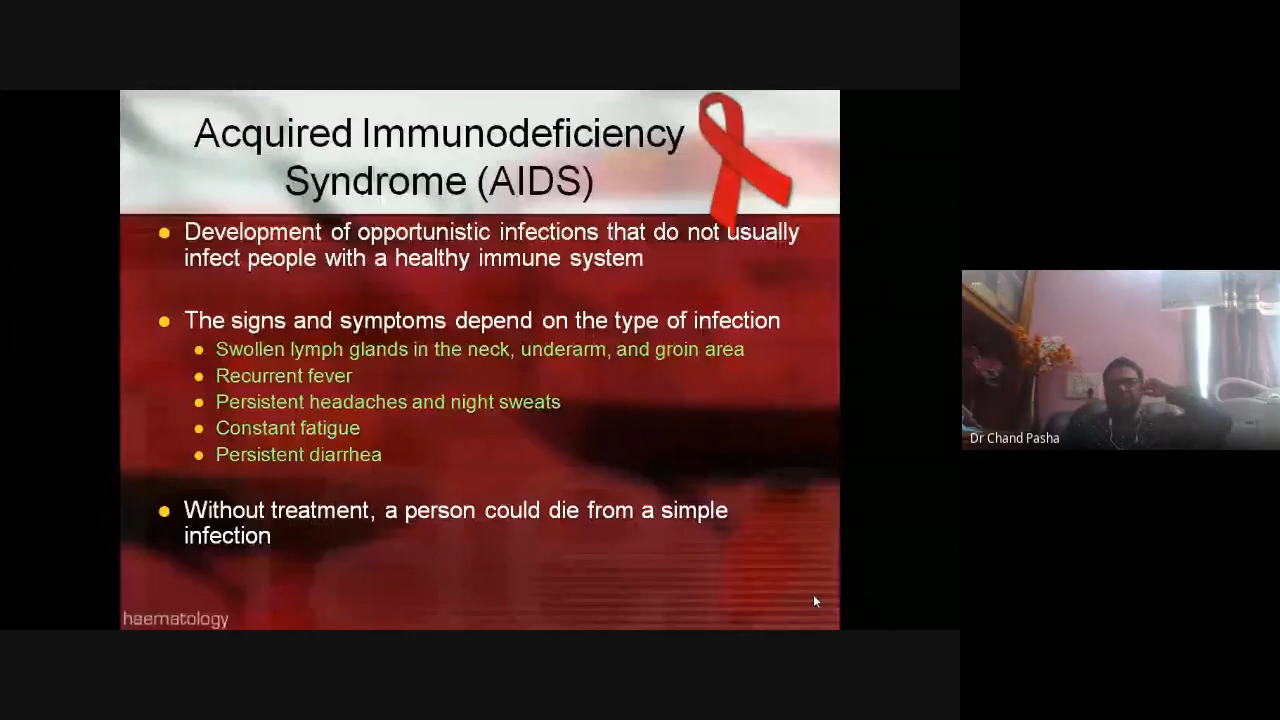 Acquired Immunodeficiency
Syndrome (AIDS)
Development of opportunistic infections that do not usually
infect people with a healthy immune system
The signs and symptoms depend on the type of infection
Swollen lymph glands in the neck, underarm, and groin area
Recurrent fever
Persistent headaches and night sweats
Constant fatigue
Persistent diarrhea
Without treatment, a person could die from a simple
infection
haematology
Dr Chand Pasha